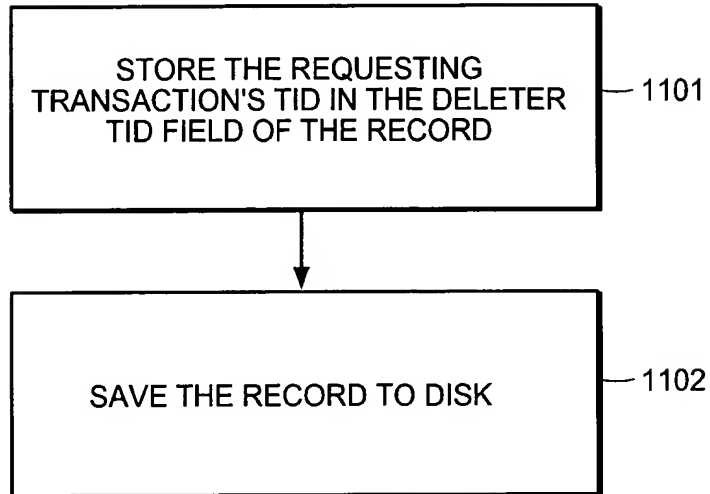 STORE THE REQUESTING
TRANSACTION'S TID IN THE DELETER
TID FIELD OF THE RECORD
1101
SAVE THE RECORD TO DISK
1102